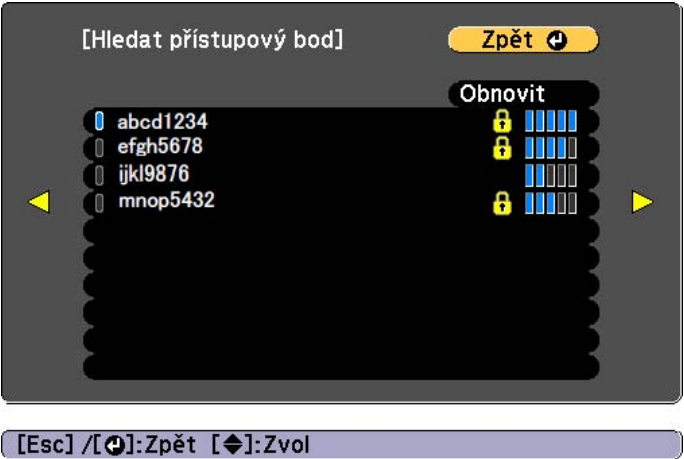 [Hledat přístupový bod]
Zpět
Obnovit
abcd1234
efgh5678
ijkl9876
mnop5432
[Esc] /[ ]:Zpět [ ]:Zvol